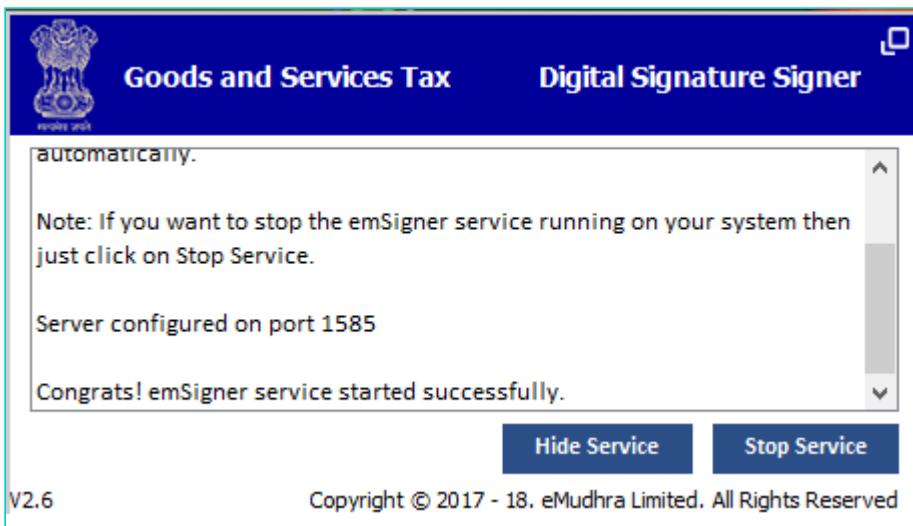 Goods and Services Tax
Digital Signature Signer
automatically.
Note: If you want to stop the emSigner service running on your system then
just click on Stop Service.
Server configured on port 1585
Congrats! emSigner service started successfully.
Hide Service
Stop Service
V2.6
Copyright © 2017 - 18. eMudhra Limited. All Rights Reserved